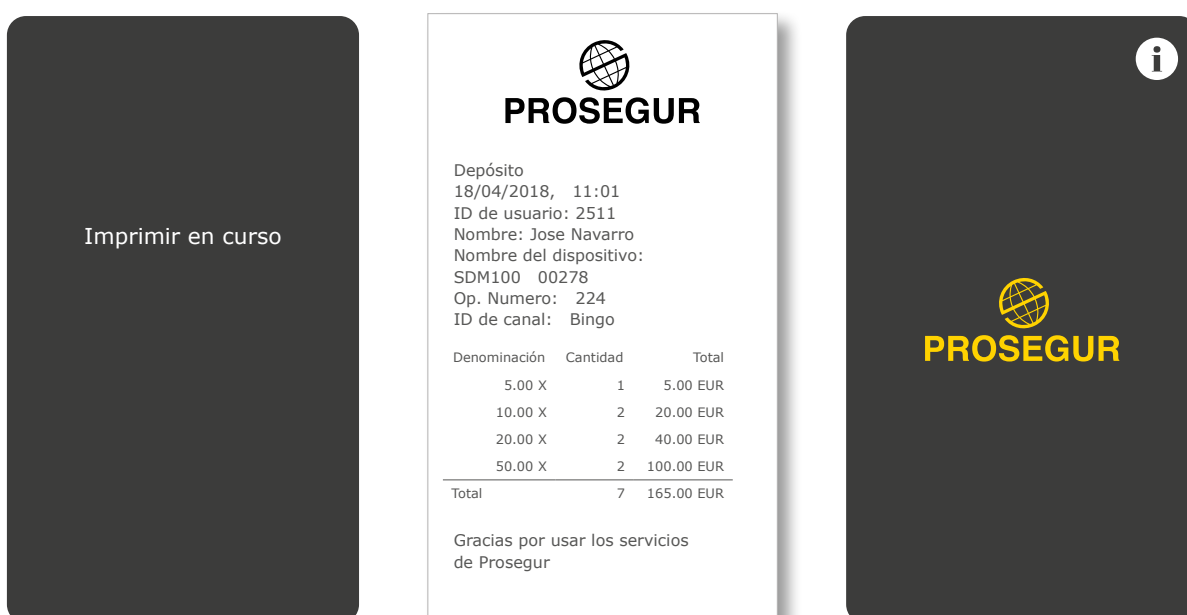 Imprimir en curso
PROSEGUR
Depósito
18/04/2018, 11:01
ID de usuario: 2511
Nombre: Jose Navarro
Nombre del dispositivo:
SDM100 00278
Op. Numero: 224
ID de canal: Bingo
Denominación Cantidad Total
5.00 X 1 5.00 EUR
10.00 X 2 20.00 EUR
20.00 X 2 40.00 EUR
50.00 X 2 100.00 EUR
Total 7 165.00 EUR
Gracias por usar los servicios
de Prosegur
i
PROSEGUR